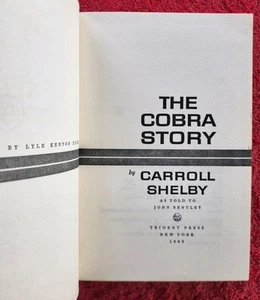 BY LYLE KENYON
THE
COBRA
STORY
by CARROLL
SHELBY
AS TOLD TO
JOHN BENTLEY
TRIDENT PRESS
NEW YORK
1965